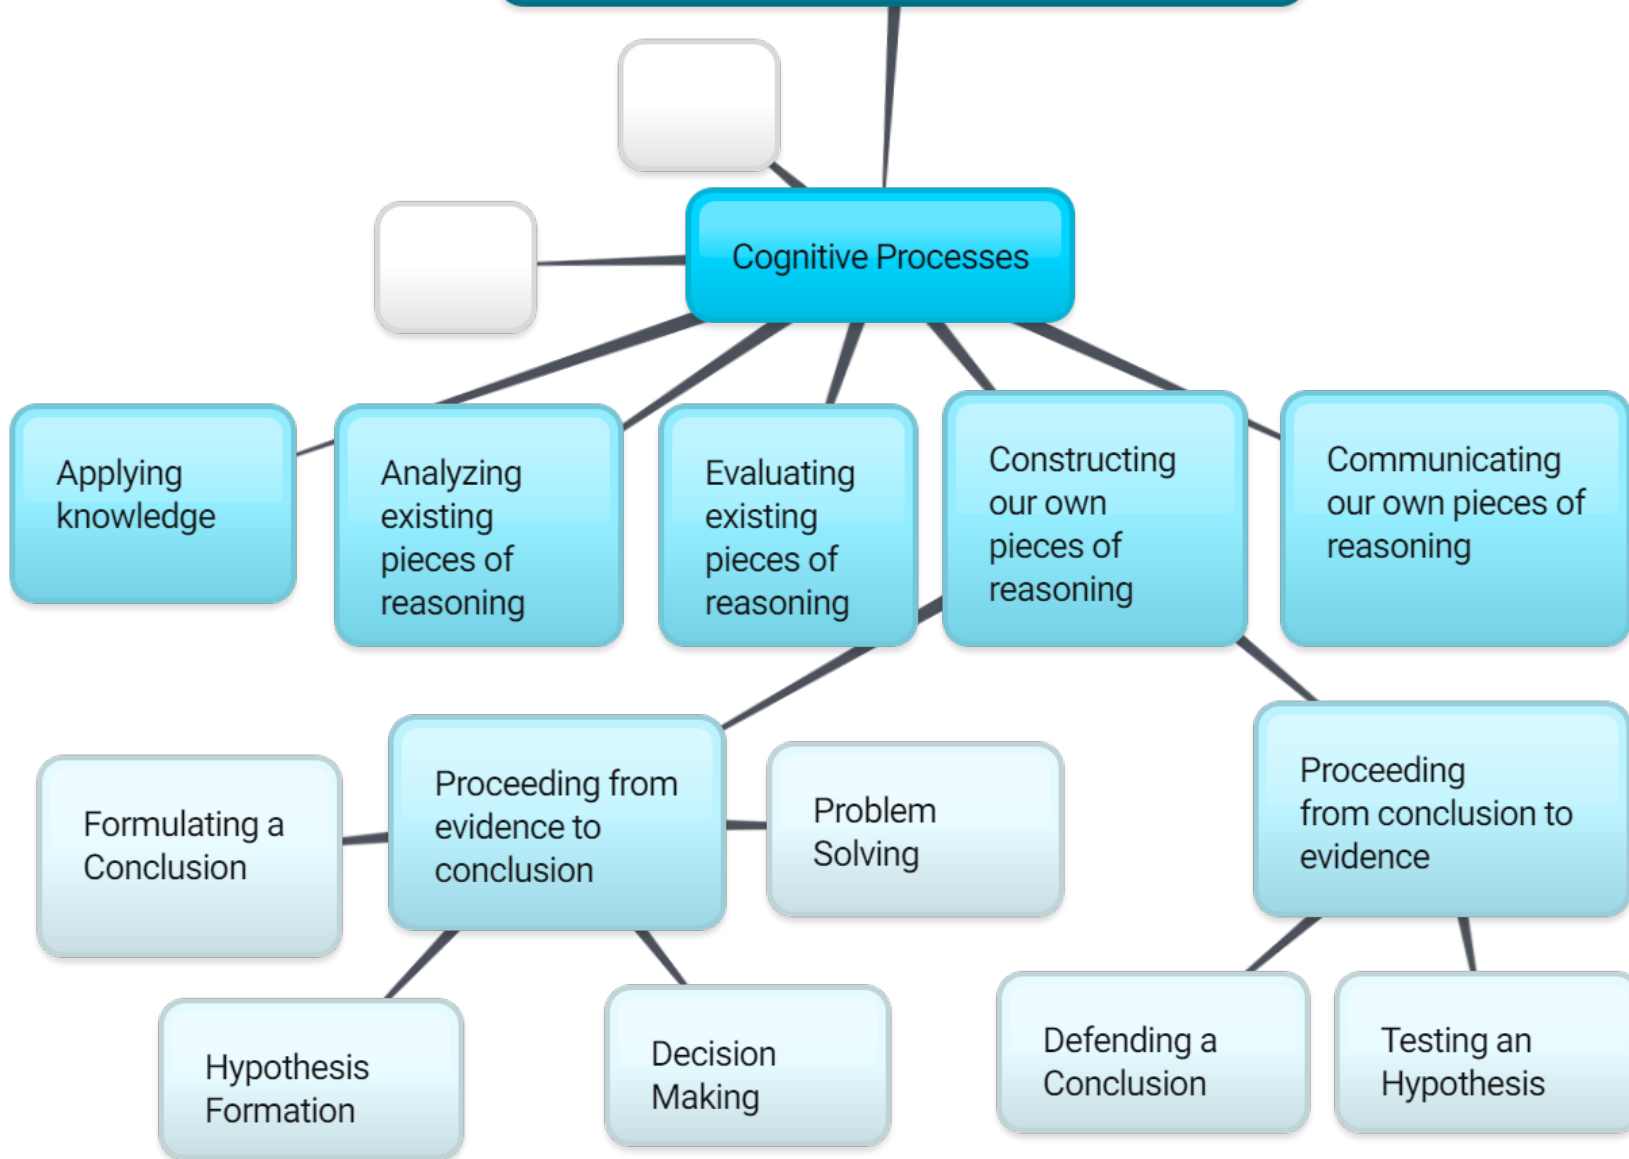 Cognitive Processes
Applying
knowledge
Analyzing
existing
pieces of
reasoning
Evaluating
existing
pieces of
reasoning
Constructing
our own
pieces of
reasoning
Communicating
our own pieces of
reasoning
Formulating a
Conclusion
Proceeding from
evidence to
conclusion
Problem
Solving
Proceeding
from conclusion to
evidence
Hypothesis
Formation
Decision
Making
Defending a
Conclusion
Testing an
Hypothesis